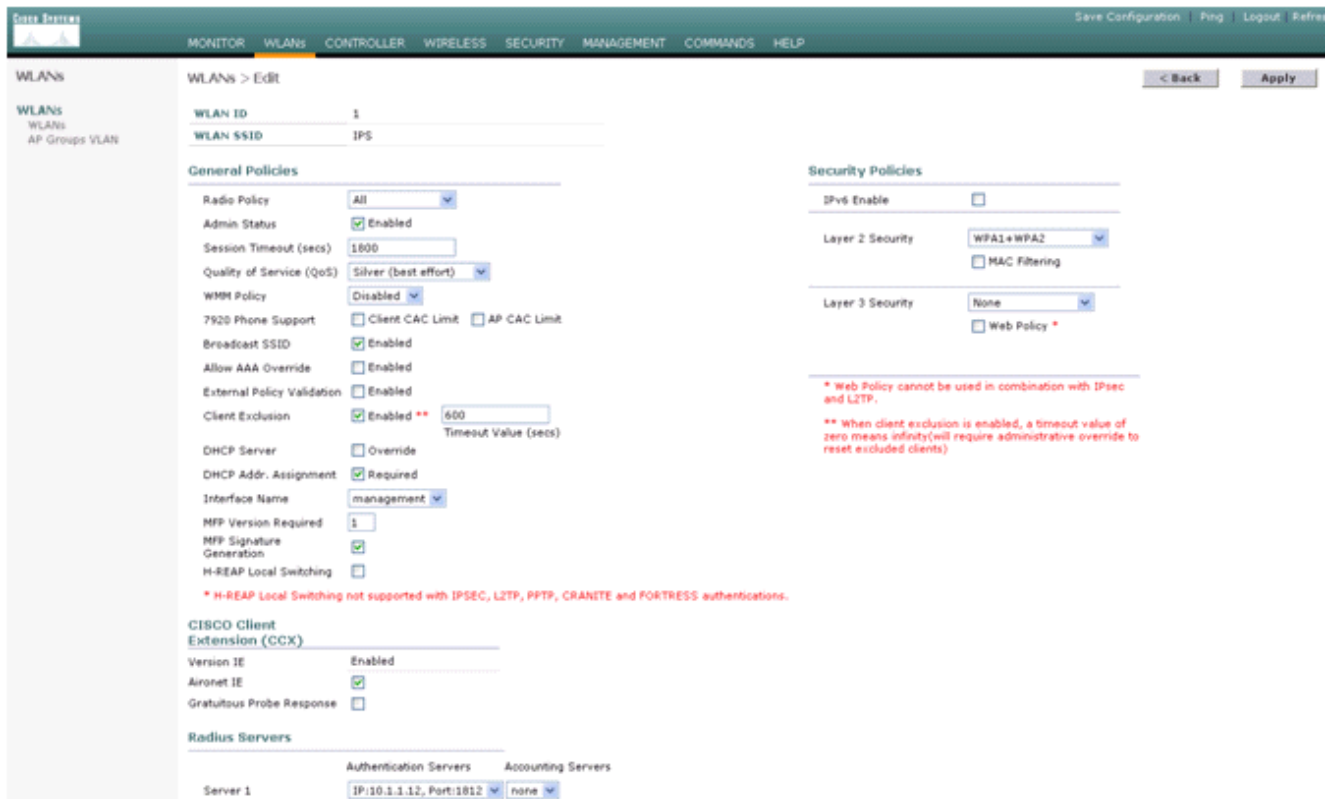 CISCO SYSTEMS
Save Configuration | Ping | Logout | Refres
MONITOR WLANs CONTROLLER WIRELESS SECURITY MANAGEMENT COMMANDS HELP
WLANs
WLANs
WLANs
AP Groups VLAN
WLANs > Edit
< Back
Apply
WLAN ID 1
WLAN SSID IPS
General Policies
Radio Policy All
Admin Status Enabled
Session Timeout (secs) 1800
Quality of Service (QoS) Silver (best effort)
WMM Policy Disabled
7920 Phone Support Client CAC Limit AP CAC Limit
Broadcast SSID Enabled
Allow AAA Override Enabled
External Policy Validation Enabled
Client Exclusion Enabled ** 600
Timeout Value (secs)
DHCP Server Override
DHCP Addr. Assignment Required
Interface Name management
MFP Version Required 1
MFP Signature
Generation
H-REAP Local Switching
* H-REAP Local Switching not supported with IPSEC, L2TP, PPTP, CRANITE and FORTRESS authentications.
Security Policies
IPv6 Enable
Layer 2 Security WPA1+WPA2
MAC Filtering
Layer 3 Security None
Web Policy *
* Web Policy cannot be used in combination with IPsec
and L2TP.
** When client exclusion is enabled, a timeout value of
zero means infinity(will require administrative override to
reset excluded clients)
CISCO Client
Extension (CCX)
Version IE Enabled
Aironet IE
Gratuitous Probe Response
Radius Servers
Authentication Servers Accounting Servers
Server 1 IP:10.1.1.12, Port:1812 none